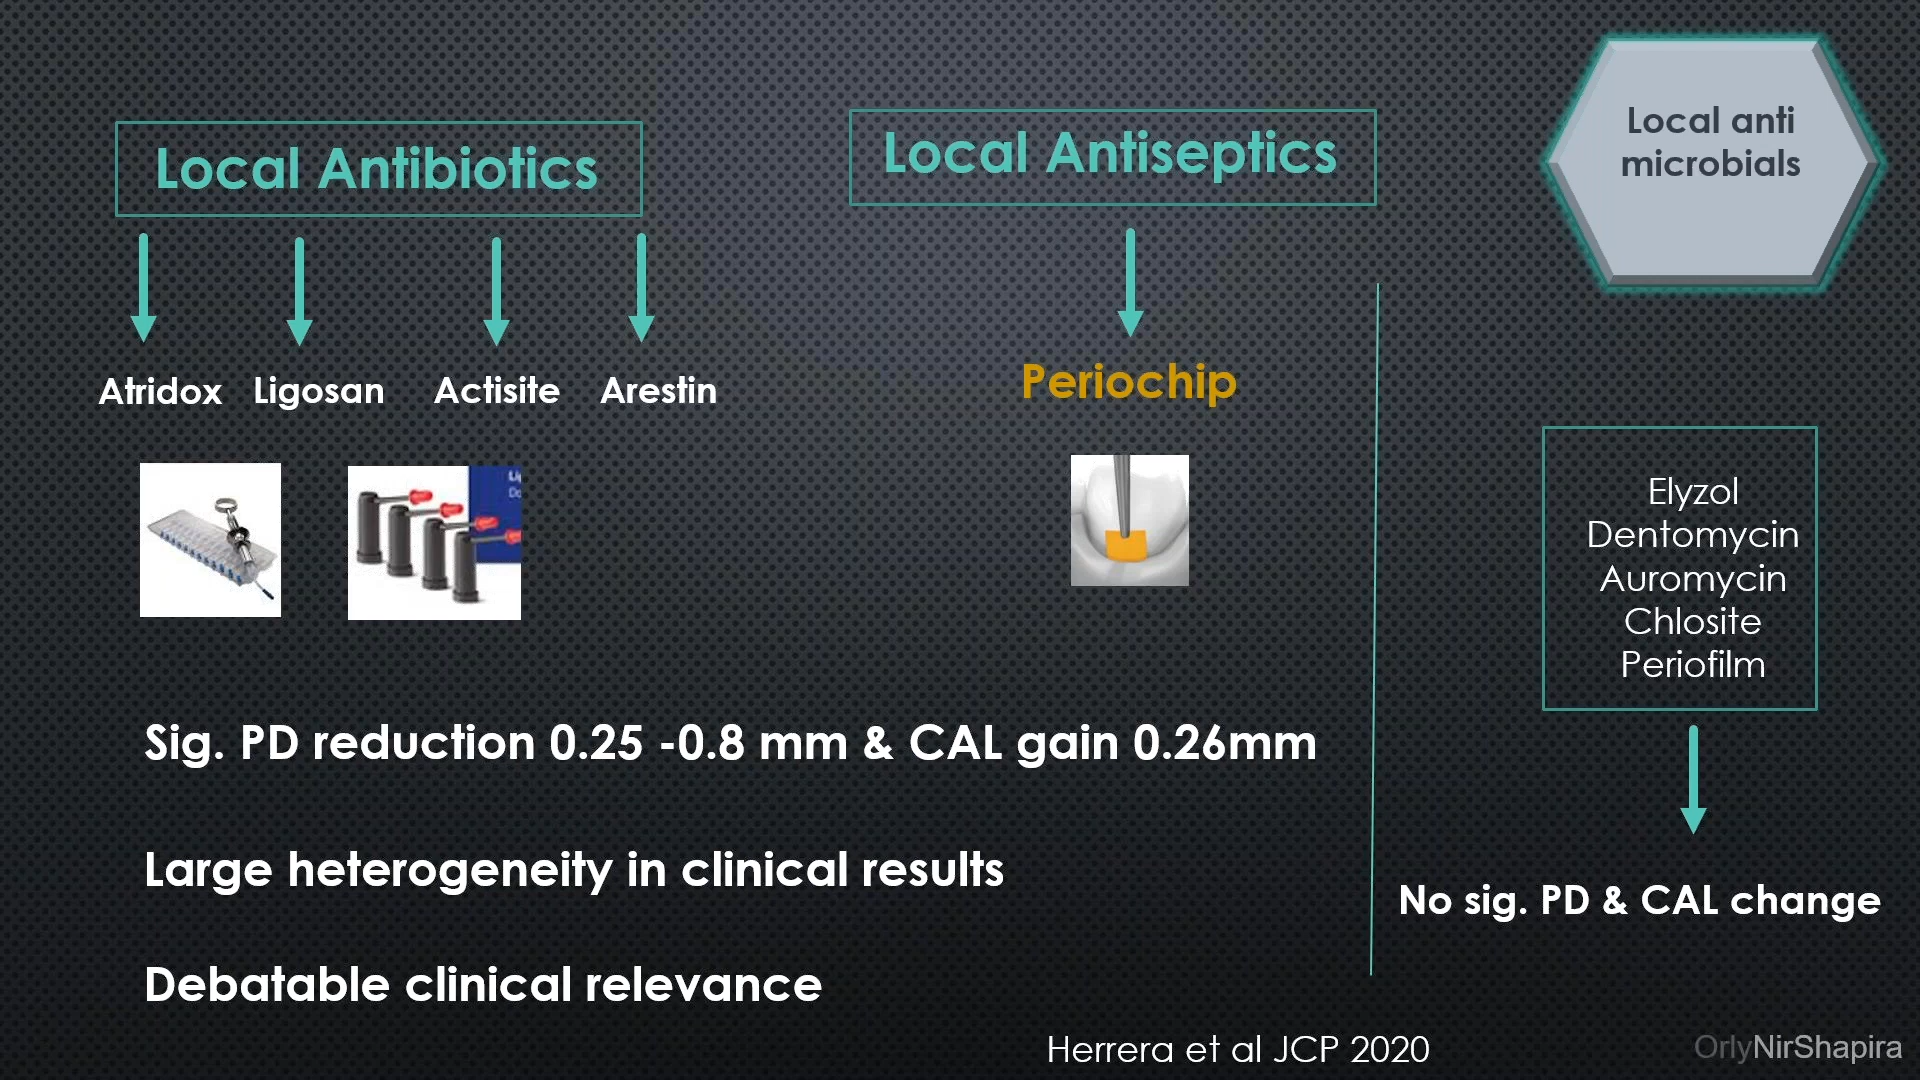 Local Antibiotics
Local Antiseptics
Local anti
microbials
Atridox
Ligosan
Actisite
Arestin
Periochip
Elyzol
Dentomycin
Auromycin
Chlosite
Periofilm
Sig. PD reduction 0.25 -0.8 mm & CAL gain 0.26mm
Large heterogeneity in clinical results
No sig. PD & CAL change
Debatable clinical relevance
Herrera et al JCP 2020
OrlyNirShapira